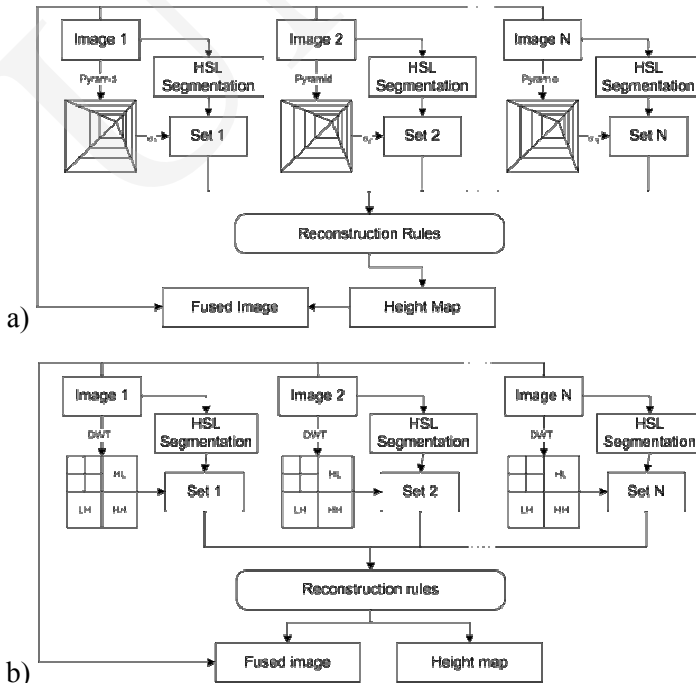 Image 1 Image 2 Image N
HSL Segmentation HSL Segmentation HSL Segmentation
Pyramid Pyramid
Set 1 Set 2 Set N
Reconstruction Rules
Fused Image Height Map
a)
Image 1 Image 2 Image N
HSL Segmentation HSL Segmentation HSL Segmentation
DWT DWT DWT
HL HL HL
Set 1 Set 2 Set N
LH HH LH HH LH HH
Reconstruction rules
Fused image Height map
b)